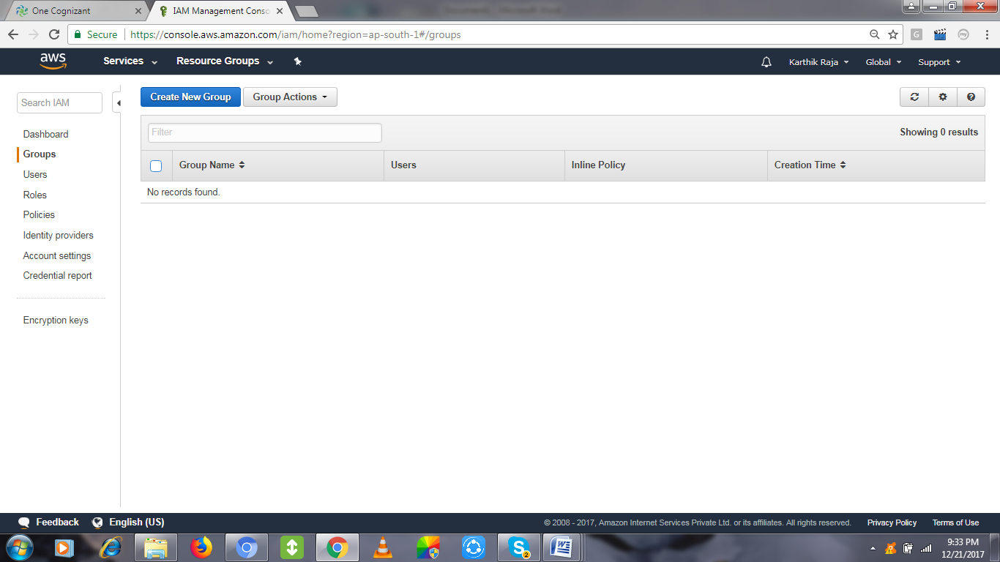 One Cognizant
IAM Management Conso
Secure
https://console.aws.amazon.com/iam/home?region=ap-south-1#/groups
aws
Services
Resource Groups
Karthik Raja
Global
Support
Search IAM
Dashboard
Groups
Users
Roles
Policies
Identity providers
Account settings
Credential report
Encryption keys
Create New Group
Group Actions
Filter
Showing 0 results
Group Name
Users
Inline Policy
Creation Time
No records found.
Feedback
English (US)
© 2008 - 2017, Amazon Internet Services Private Ltd. or its affiliates. All rights reserved.
Privacy Policy
Terms of Use
2
9:33 PM
12/21/2017